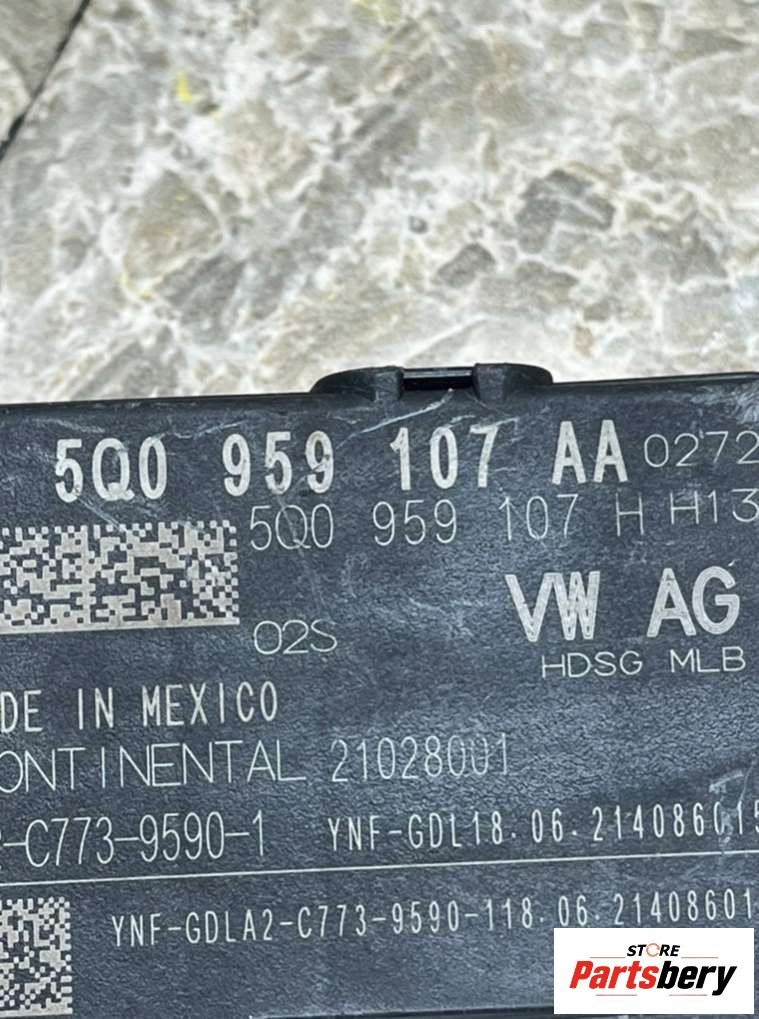 5Q0 959 107 AA 0272
5Q0 959 107 H H13
VW AG
02S
HDSG MLB
DE IN MEXICO
ONTINENTAL 21028001
2-C773-9590-1 YNF-GDL18.06.214086015
YNF-GDLA2-C773-9590-118.06.21408601
STORE
Partsbery